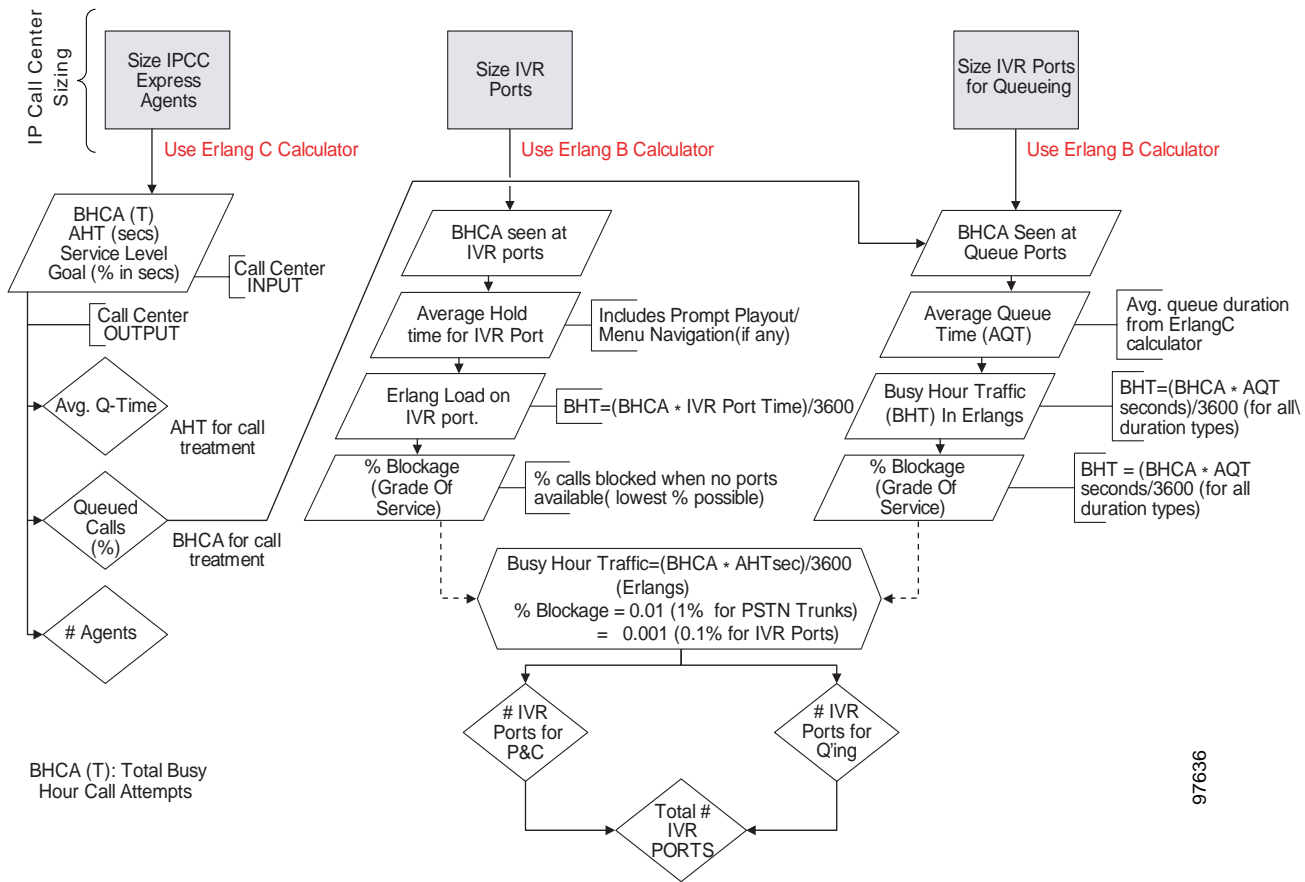 IP Call Center
Sizing
Size IPCC
Express
Agents
Use Erlang C Calculator
BHCA (T)
AHT (secs)
Service Level
Goal (% in secs)
Call Center
INPUT
Call Center
OUTPUT
Avg. Q-Time
AHT for call
treatment
Queued
Calls
(%)
BHCA for call
treatment
# Agents
BHCA (T): Total Busy
Hour Call Attempts
Size IVR
Ports
Use Erlang B Calculator
BHCA seen at
IVR ports
Average Hold
time for IVR Port
Includes Prompt Playout/
Menu Navigation(if any)
Erlang Load on
IVR port.
BHT=(BHCA * IVR Port Time)/3600
% Blockage
(Grade Of
Service)
% calls blocked when no ports
available( lowest % possible)
Size IVR Ports
for Queueing
Use Erlang B Calculator
BHCA Seen at
Queue Ports
Average Queue
Time (AQT)
Avg. queue duration
from ErlangC
calculator
Busy Hour Traffic
(BHT) In Erlangs
BHT=(BHCA * AQT
seconds)/3600 (for all\
duration types)
% Blockage
(Grade Of
Service)
BHT = (BHCA * AQT
seconds/3600 (for all
duration types)
Busy Hour Traffic=(BHCA * AHTsec)/3600
(Erlangs)
% Blockage = 0.01 (1% for PSTN Trunks)
= 0.001 (0.1% for IVR Ports)
# IVR
Ports for
P&C
# IVR
Ports for
Q'ing
Total #
IVR
PORTS
97636